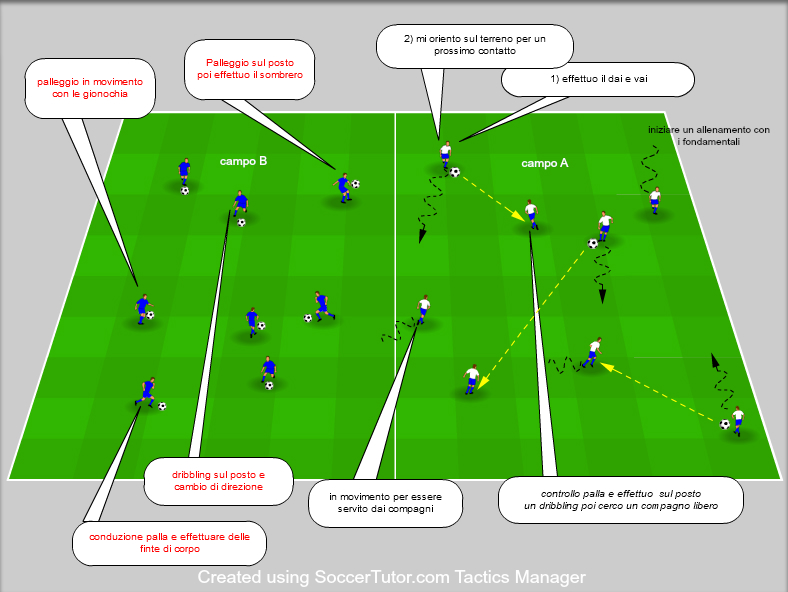 2) mi oriento sul terreno per un
prossimo contatto
Palleggio sul posto
poi effettuo il sombrero
palleggio in movimento
con le gionochia
1) effettuo il dai e vai
iniziare un allenamento con
i fondamentali
campo B
campo A
dribbling sul posto e
cambio di direzione
in movimento per essere
servito dai compagni
controllo palla e effettuo sul posto
un dribbling poi cerco un compagno libero
conduzione palla e effettuare delle
finte di corpo
Created using SoccerTutor.com Tactics Manager